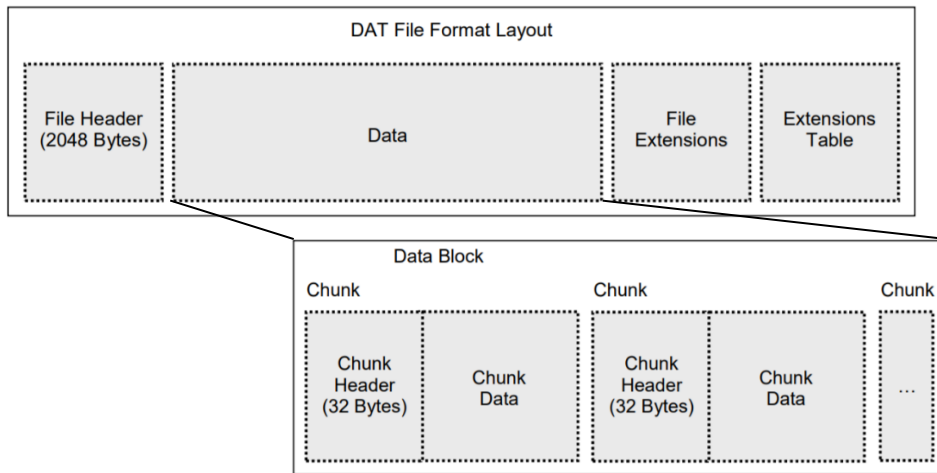 DAT File Format Layout
File Header
(2048 Bytes)
Data
File
Extensions
Extensions
Table
Data Block
Chunk
Chunk
Chunk
Chunk
Header
(32 Bytes)
Chunk
Data
Chunk
Header
(32 Bytes)
Chunk
Data
...